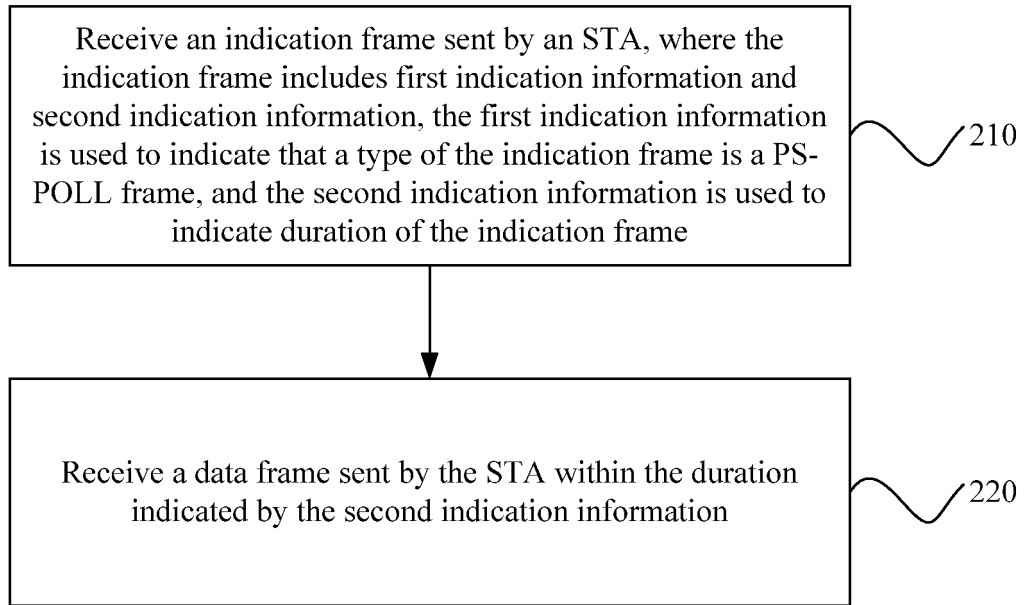 Receive an indication frame sent by an STA, where the
indication frame includes first indication information and
second indication information, the first indication information
is used to indicate that a type of the indication frame is a PS-
POLL frame, and the second indication information is used to
indicate duration of the indication frame
210
Receive a data frame sent by the STA within the duration
indicated by the second indication information
220